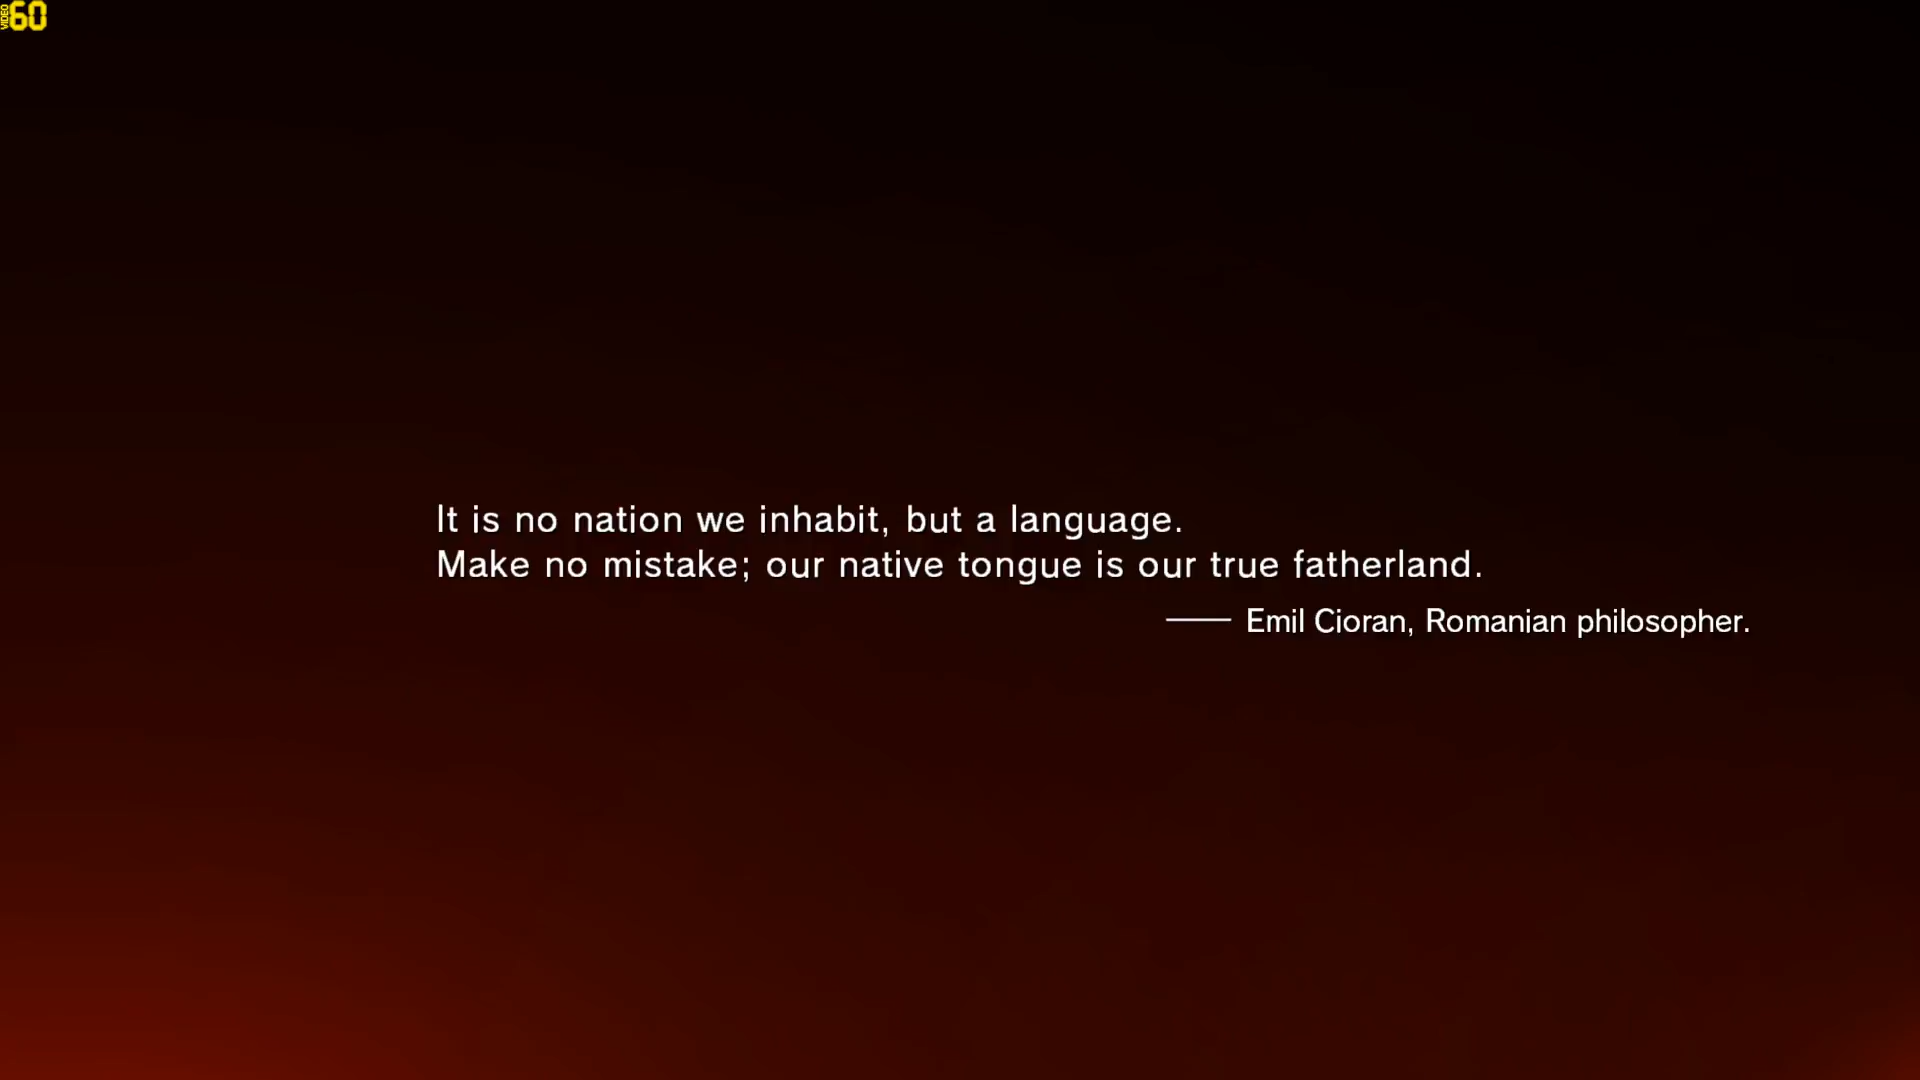 VIDEO
60
It is no nation we inhabit, but a language.
Make no mistake; our native tongue is our true fatherland.
—— Emil Cioran, Romanian philosopher.